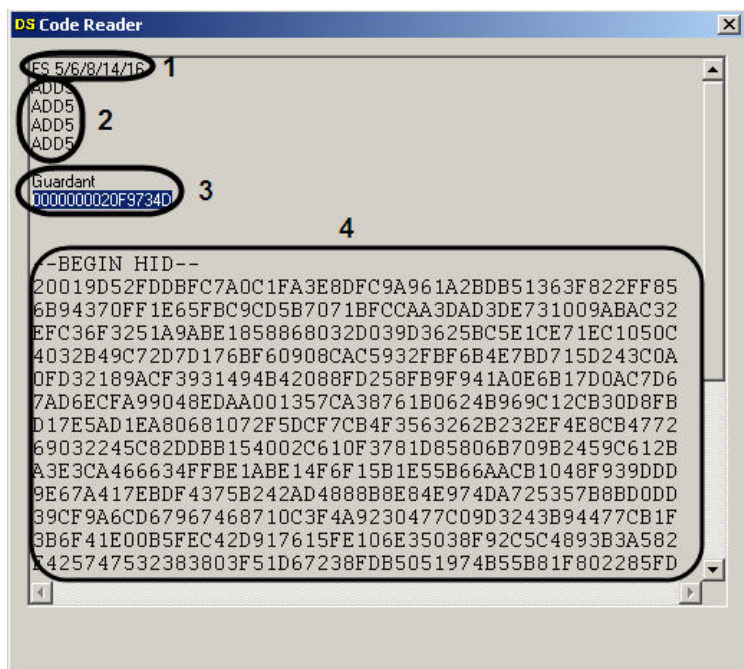 DS Code Reader
FS 5/6/8/14/16 1
ADD5
ADD5
ADD5
ADD5
2
Guardant
0000000020F9734D
3
4
--BEGIN HID--
20019D52FDDBFC7A0C1FA3E8DFC9A961A2BDB51363F822FF85
6B94370FF1E65FBC9CD5B7071BFCCAA3DAD3DE731009ABAC32
EFC36F3251A9ABE1858868032D039D3625BC5E1CE71EC1050C
4032B49C72D7D176BF60908CAC5932FBF6B4E7BD715D243C0A
0FD32189ACF3931494B42088FD258FB9F941A0E6B17D0AC7D6
7AD6ECFA99048EDAA001357CA38761B0624B969C12CB30D8FB
D17E5AD1EA80681072F5DCF7CB4F3563262B232EF4E8CB4772
69032245C82DDBB154002C610F3781D85806B709B2459C612B
A3E3CA466634FFBE1ABE14F6F15B1E55B66AACB1048F939DDD
9E67A417EBDF4375B242AD4888B8E84E974DA725357B8BD0DD
39CF9A6CD67967468710C3F4A9230477C09D3243B94477CB1F
3B6F41E00B5FEC42D917615FE106E35038F92C5C4893B3A582
F425747532383803F51D67238FDB5051974B55B81F802285FD